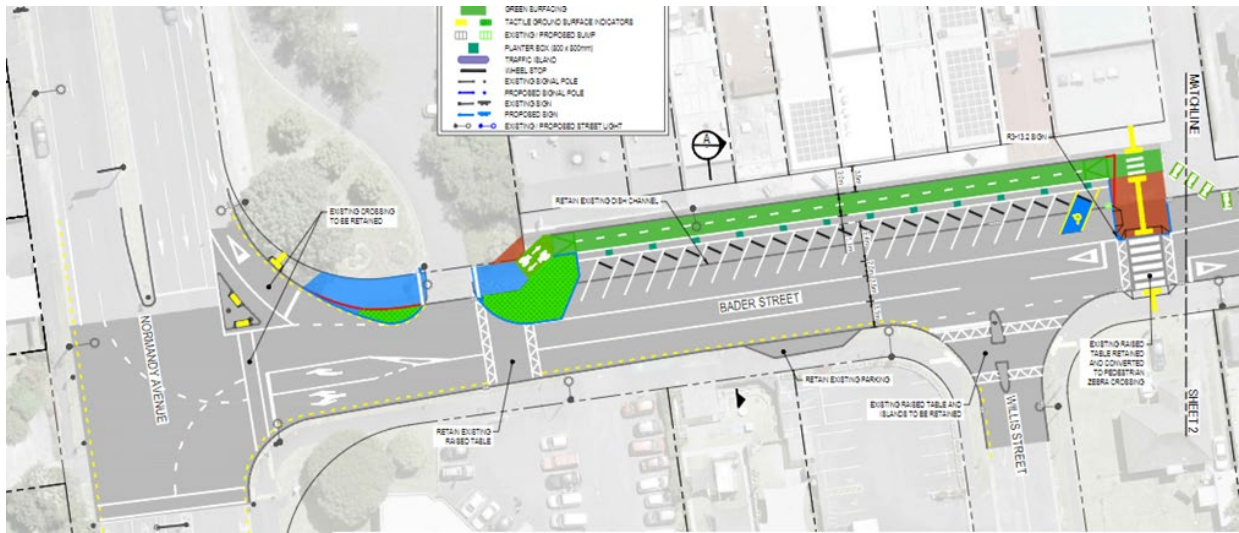 GREEN SURFACING
TACTILE GROUND SURFACE INDICATORS
EXISTING / PROPOSED SUMP
PLANTER BOX (800 x 800mm)
TRAFFIC ISLAND
WHEEL STOP
EXISTING SIGNAL POLE
PROPOSED SIGNAL POLE
EXISTING SIGN
PROPOSED SIGN
EXISTING / PROPOSED STREET LIGHT
MATCHLINE
A
R3-13.2 SIGN
EXISTING CROSSING
TO BE RETAINED
RETAIN EXISTING DISH CHANNEL
BADER STREET
NORMANDY AVENUE
RETAIN EXISTING PARKING
EXISTING RAISED
TABLE RETAINED
AND CONVERTED
TO PEDESTRIAN
ZEBRA CROSSING
EXISTING RAISED TABLE AND
ISLANDS TO BE RETAINED
RETAIN EXISTING
RAISED TABLE
WILLIS STREET
SHEET 2